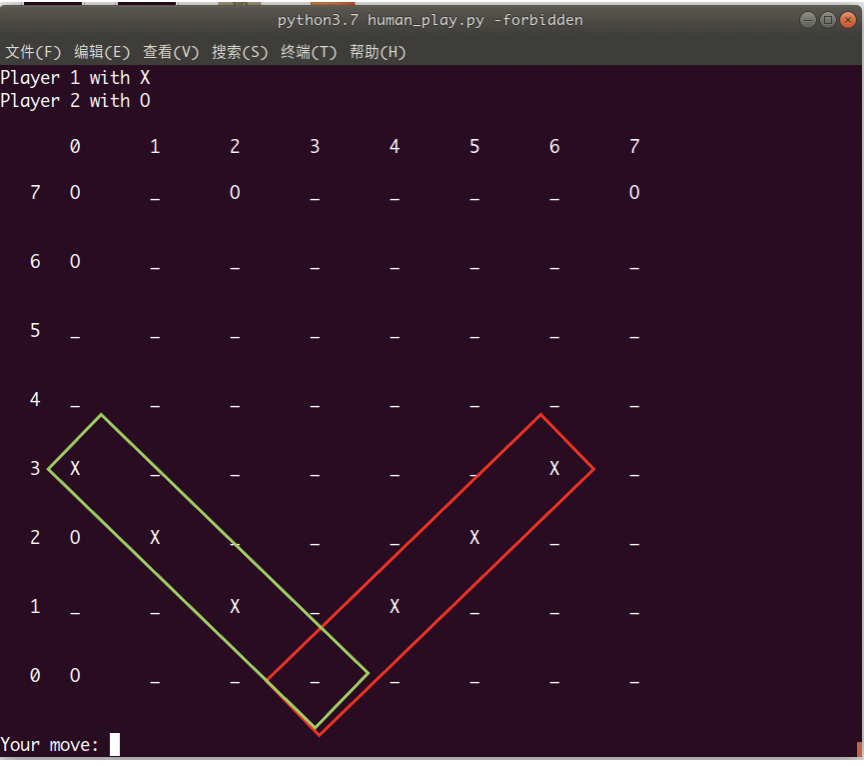 python3.7 human_play.py -forbidden
文件(F) 编辑(E) 查看(V) 搜索(S) 终端(T) 帮助(H)
Player 1 with X
Player 2 with O
0 1 2 3 4 5 6 7
7 O _ O _ _ _ _ O
6 O _ _ _ _ _ _ _
5 _ _ _ _ _ _ _ _
4 _ _ _ _ _ _ _ _
3 X _ _ _ _ _ X _
2 O X _ _ _ X _ _
1 _ _ X _ X _ _ _
0 O _ _ _ _ _ _ _
Your move: